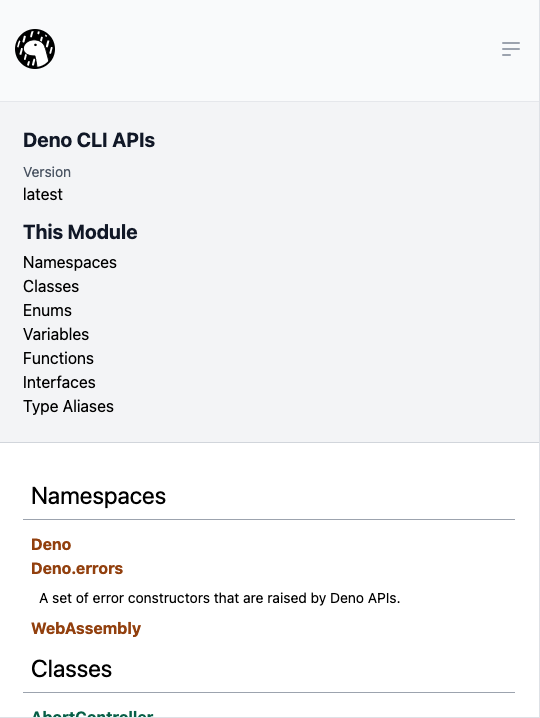 Deno CLI APIs
Version
latest
This Module
Namespaces
Classes
Enums
Variables
Functions
Interfaces
Type Aliases
Namespaces
Deno
Deno.errors
A set of error constructors that are raised by Deno APIs.
WebAssembly
Classes
AbortController